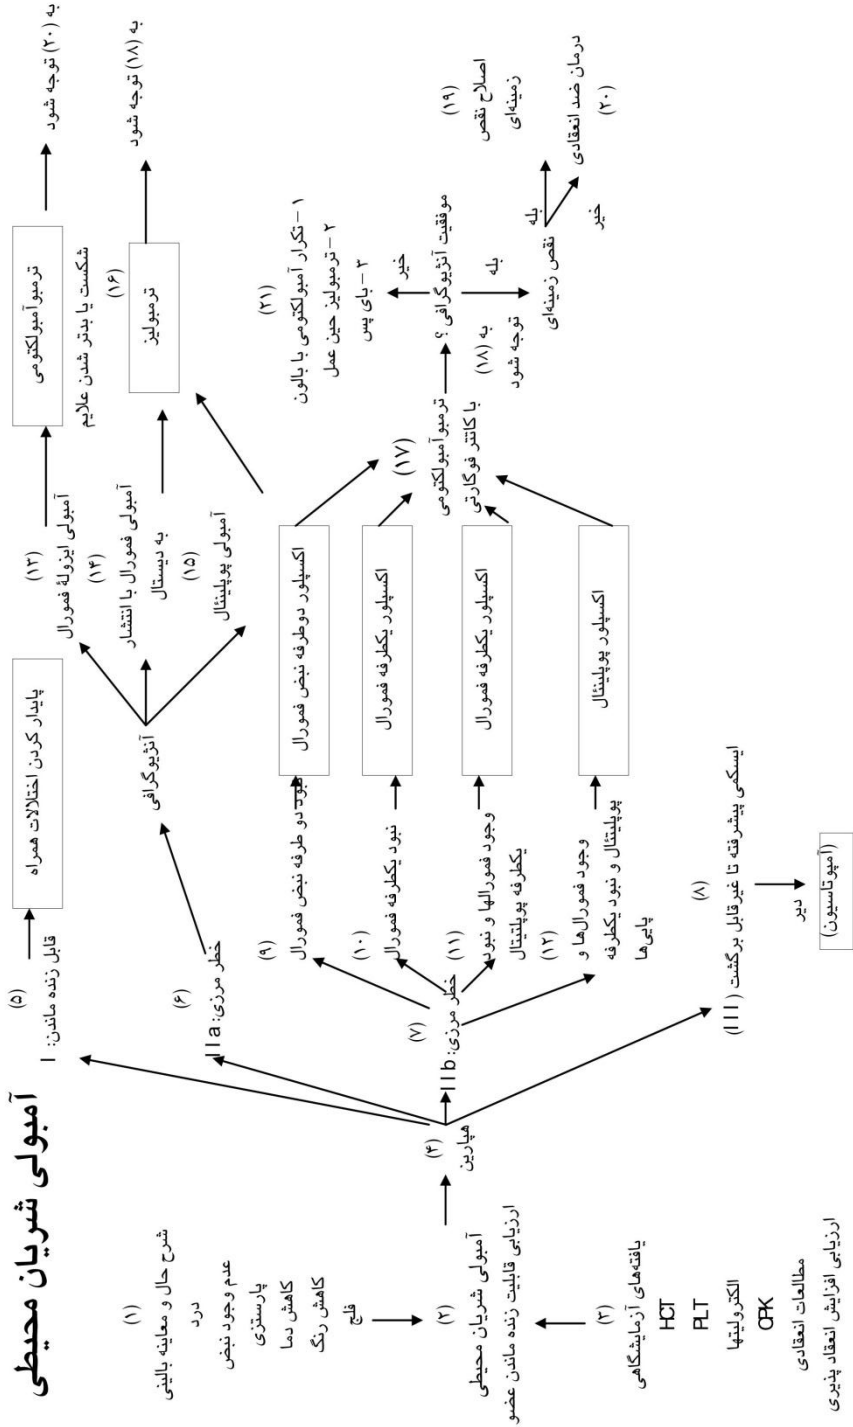 آمبولی شریان محیطی
(۱)
شرح حال و معاینه بالینی
درد
عدم وجود نبض
پارستزی
کاهش دما
کاهش رنگ
فلج
(۲)
آمبولی شریان محیطی
ارزیابی قابلیت زنده ماندن عضو
(۳)
یافته‌های آزمایشگاهی
HCT
PLT
الکترولیتها
CPK
مطالعات انعقادی
ارزیابی افزایش انعقاد پذیری
(۴)
هپارین
(۵)
قابل زنده ماندن: I
پایدار کردن اختلالات همراه
(۶)
خطر مرزی: IIa
آنژیوگرافی
(۷)
خطر مرزی: IIb
(۸)
ایسکمی پیشرفته تا غیرقابل برگشت (III)
دیر
(آمپوتاسیون)
(۹)
نبود دو طرفه نبض فمورال
اکسپلور دوطرفه نبض فمورال
(۱۰)
نبود یکطرفه فمورال
اکسپلور یکطرفه فمورال
(۱۱)
وجود فمورالها و نبود
یکطرفه پوپلیتیتال
اکسپلور یکطرفه فمورال
(۱۲)
وجود فمورال‌ها و
پوپلیتئال و نبود یکطرفه
پایی‌ها
اکسپلور پوپلیتئال
(۱۳)
آمبولی ایزولهٔ فمورال
ترمبوآمبولکتومی
به (۲۰) توجه شود
شکست یا بدتر شدن علایم
(۱۴)
آمبولی فمورال با انتشار
به دیستال
(۱۵)
آمبولی پوپلیتئال
(۱۶)
ترمبولیز
به (۱۸) توجه شود
(۱۷)
ترمبوآمبولکتومی
با کاتتر فوگارتی
موفقیت آنژیوگرافی ؟
خیر
(۲۱)
۱ – تکرار آمبولکتومی با بالون
۲ – ترمبولیز حین عمل
۳ – بای پس
بله
به (۱۸)
توجه شود
نقص زمینه‌ای
بله
(۱۹)
اصلاح نقص
زمینه‌ای
خیر
درمان ضد انعقادی
(۲۰)